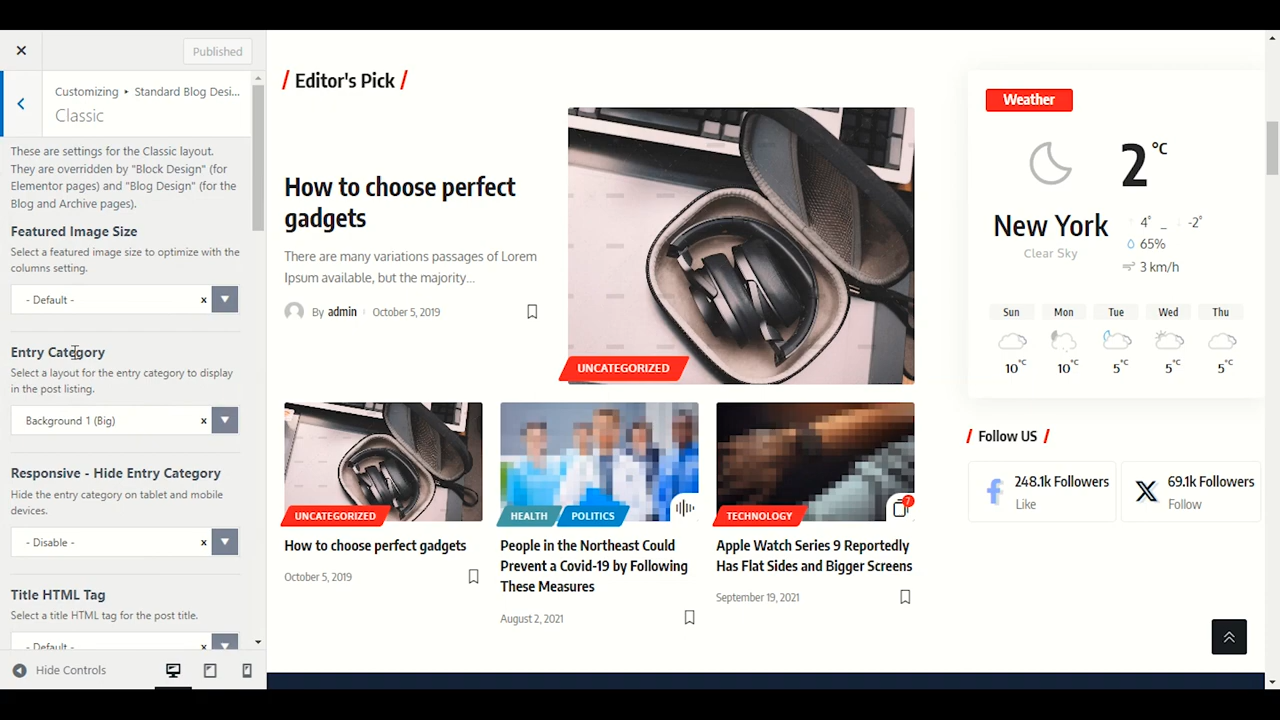 Published
Customizing ▸ Standard Blog Desi...
Classic
These are settings for the Classic layout.
They are overridden by "Block Design" (for
Elementor pages) and "Blog Design" (for the
Blog and Archive pages).
Featured Image Size
Select a featured image size to optimize with the
columns setting.
- Default -
Entry Category
Select a layout for the entry category to display
in the post listing.
Background 1 (Big)
Responsive - Hide Entry Category
Hide the entry category on tablet and mobile
devices.
- Disable -
Title HTML Tag
Select a title HTML tag for the post title.
- Default -
Hide Controls
/ Editor's Pick /
How to choose perfect
gadgets
There are many variations passages of Lorem
Ipsum available, but the majority...
By admin October 5, 2019
UNCATEGORIZED
UNCATEGORIZED
How to choose perfect gadgets
October 5, 2019
HEALTH POLITICS
People in the Northeast Could
Prevent a Covid-19 by Following
These Measures
August 2, 2021
TECHNOLOGY
7
Apple Watch Series 9 Reportedly
Has Flat Sides and Bigger Screens
September 19, 2021
Weather
2 °C
New York
Clear Sky
4° _ -2°
65%
3 km/h
Sun Mon Tue Wed Thu
10°C 10°C 5°C 5°C 5°C
/ Follow US /
248.1k Followers
Like
69.1k Followers
Follow